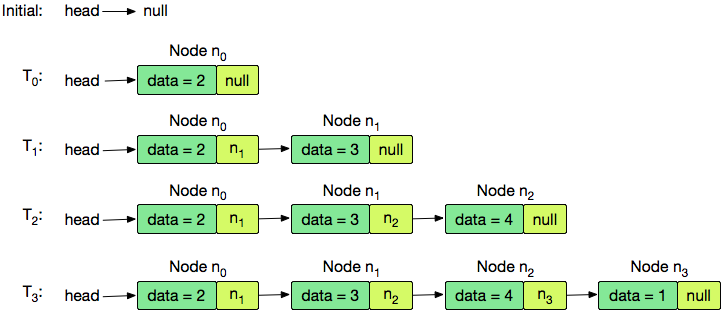 Initial: head null
Node n₀
T₀: head data = 2 null
Node n₀ Node n₁
T₁: head data = 2 n₁ data = 3 null
Node n₀ Node n₁ Node n₂
T₂: head data = 2 n₁ data = 3 n₂ data = 4 null
Node n₀ Node n₁ Node n₂ Node n₃
T₃: head data = 2 n₁ data = 3 n₂ data = 4 n₃ data = 1 null